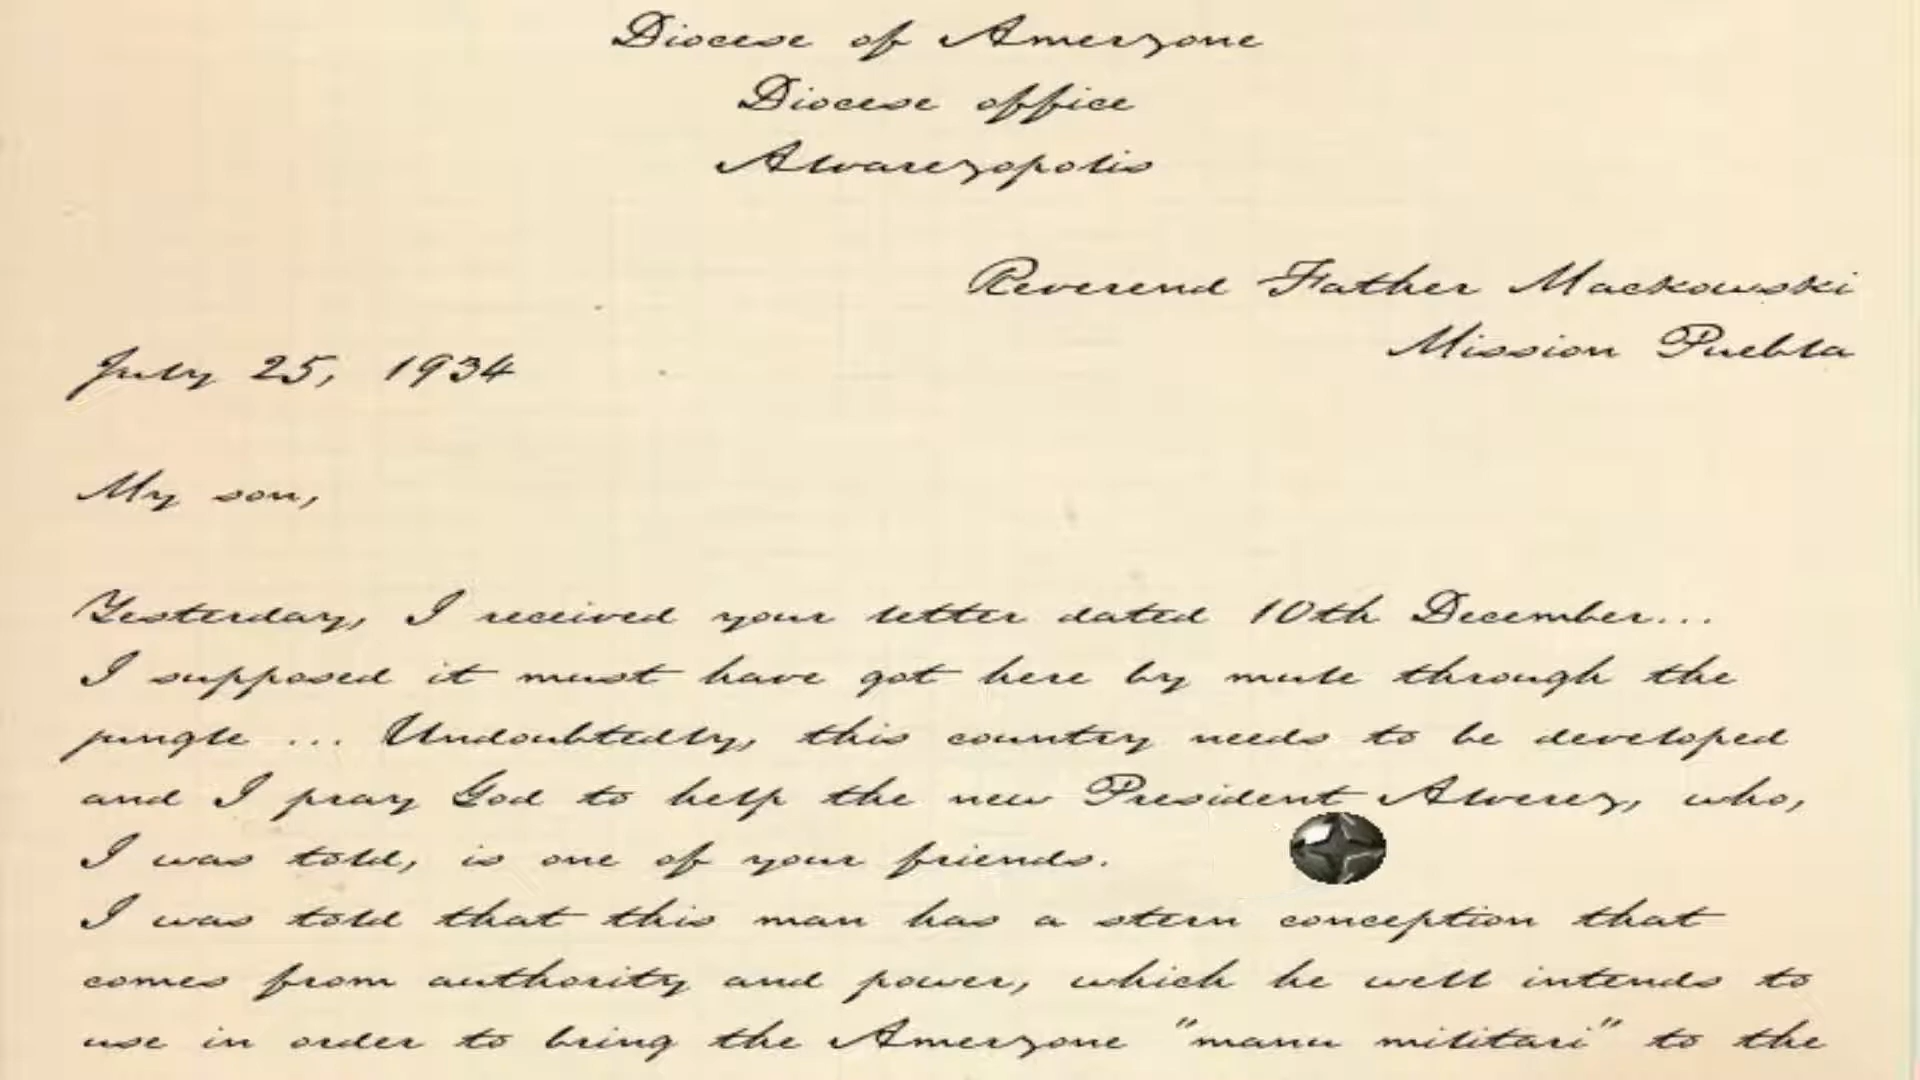 Diocese of Amerzone
Diocese office
Alvarezopolis
Reverend Father Mackowski
Mission Puebla
July 25, 1934
My son,
Yesterday, I received your letter dated 10th December...
I supposed it must have got here by mule through the
jungle ... Undoubtedly, this country needs to be developed
and I pray God to help the new President Alverez, who,
I was told, is one of your friends.
I was told that this man has a stern conception that
comes from authority and power, which he well intends to
use in order to bring the Amerzone "manu militari" to the